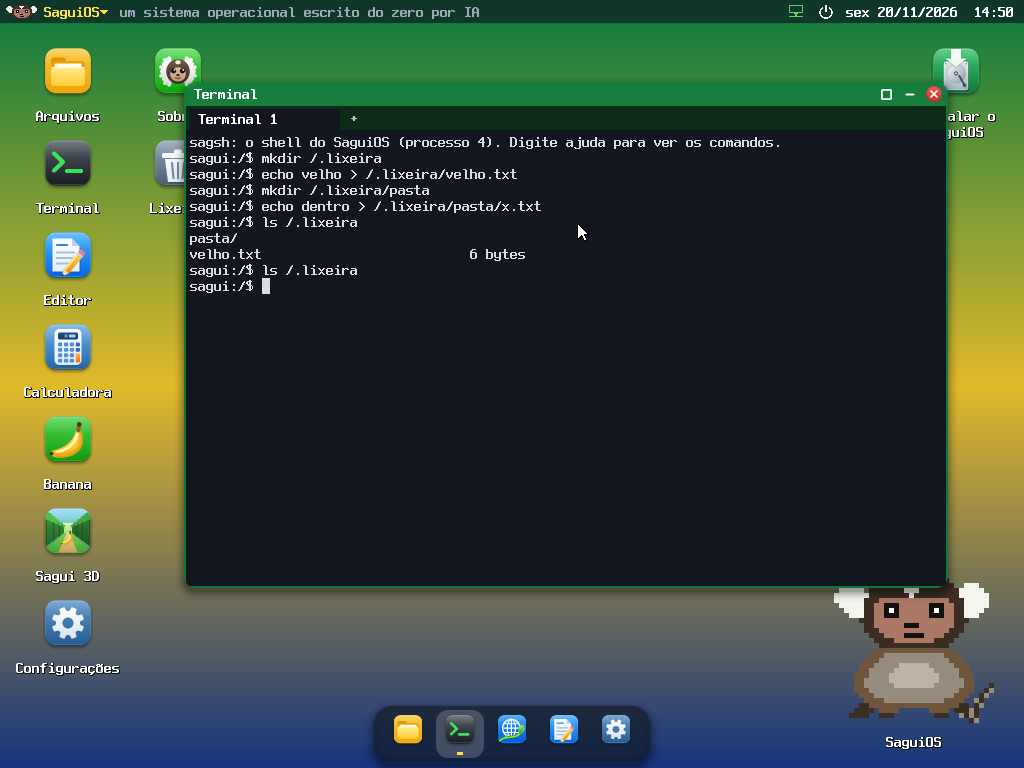 SaguiOS▾ um sistema operacional escrito do zero por IA
sex 20/11/2026 14:50
Arquivos
Terminal
Editor
Calculadora
Banana
Sagui 3D
Configurações
Terminal
Terminal 1 +
sagsh: o shell do SaguiOS (processo 4). Digite ajuda para ver os comandos.
sagui:/$ mkdir /.lixeira
sagui:/$ echo velho > /.lixeira/velho.txt
sagui:/$ mkdir /.lixeira/pasta
sagui:/$ echo dentro > /.lixeira/pasta/x.txt
sagui:/$ ls /.lixeira
pasta/
velho.txt 6 bytes
sagui:/$ ls /.lixeira
sagui:/$
SaguiOS